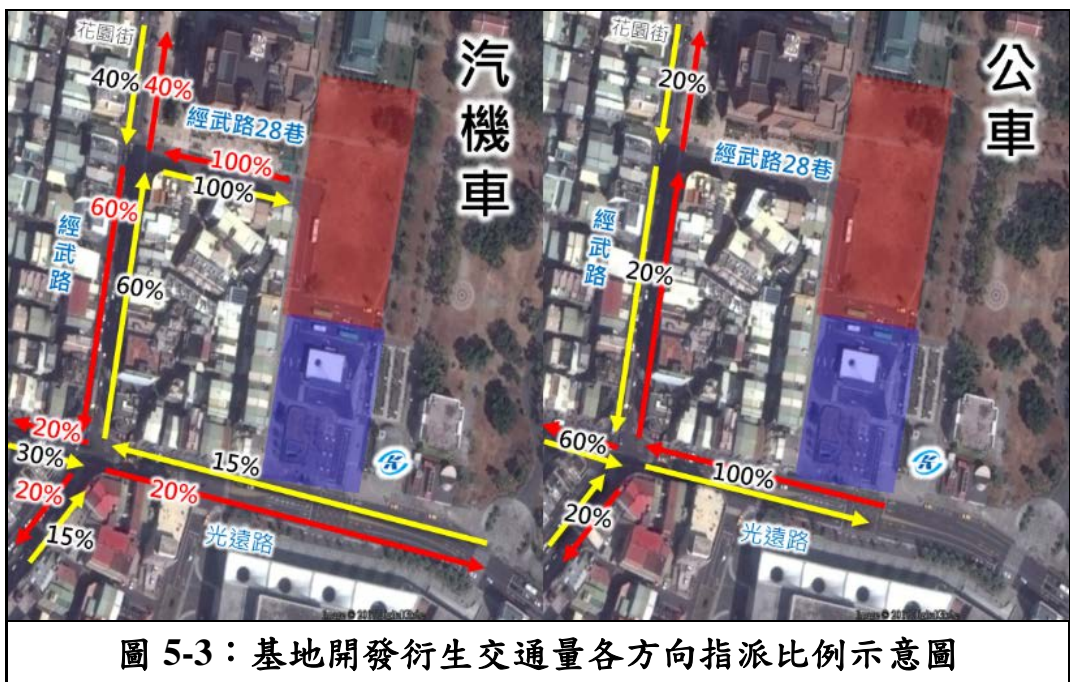 花園街
40%
40%
經武路28巷
100%
100%
60%
經武路
60%
20%
30%
15%
20%
20%
15%
光遠路
汽機車
花園街
20%
經武路28巷
經武路
20%
60%
100%
20%
光遠路
公車
圖 5-3：基地開發衍生交通量各方向指派比例示意圖